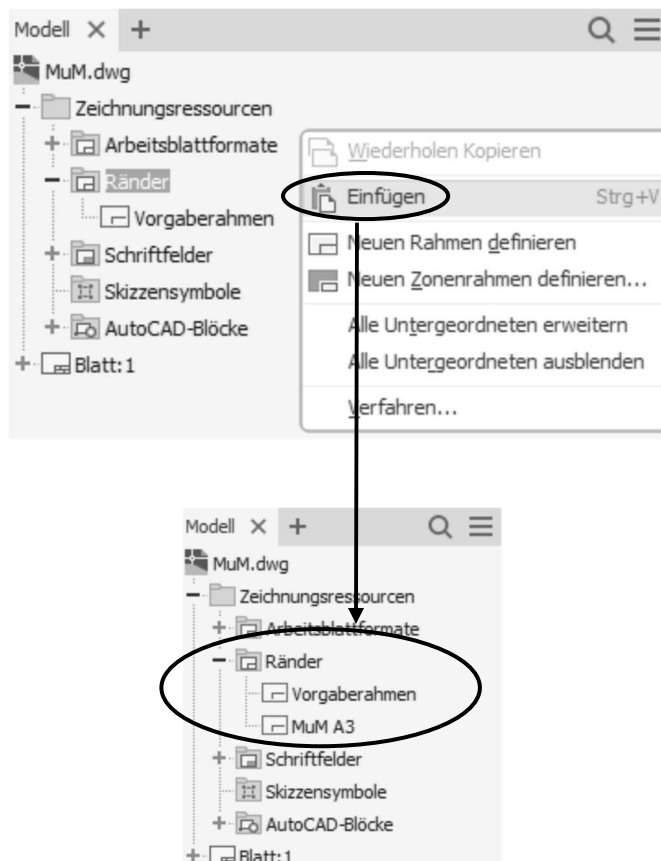 Modell
MuM.dwg
Zeichnungsressourcen
Arbeitsblattformate
Ränder
Vorgaberahmen
Schriftfelder
Skizzensymbole
AutoCAD-Blöcke
Blatt:1
Wiederholen Kopieren
Einfügen Strg+V
Neuen Rahmen definieren
Neuen Zonenrahmen definieren...
Alle Untergeordneten erweitern
Alle Untergeordneten ausblenden
Verfahren...
Modell
MuM.dwg
Zeichnungsressourcen
Arbeitsblattformate
Ränder
Vorgaberahmen
MuM A3
Schriftfelder
Skizzensymbole
AutoCAD-Blöcke
Blatt:1